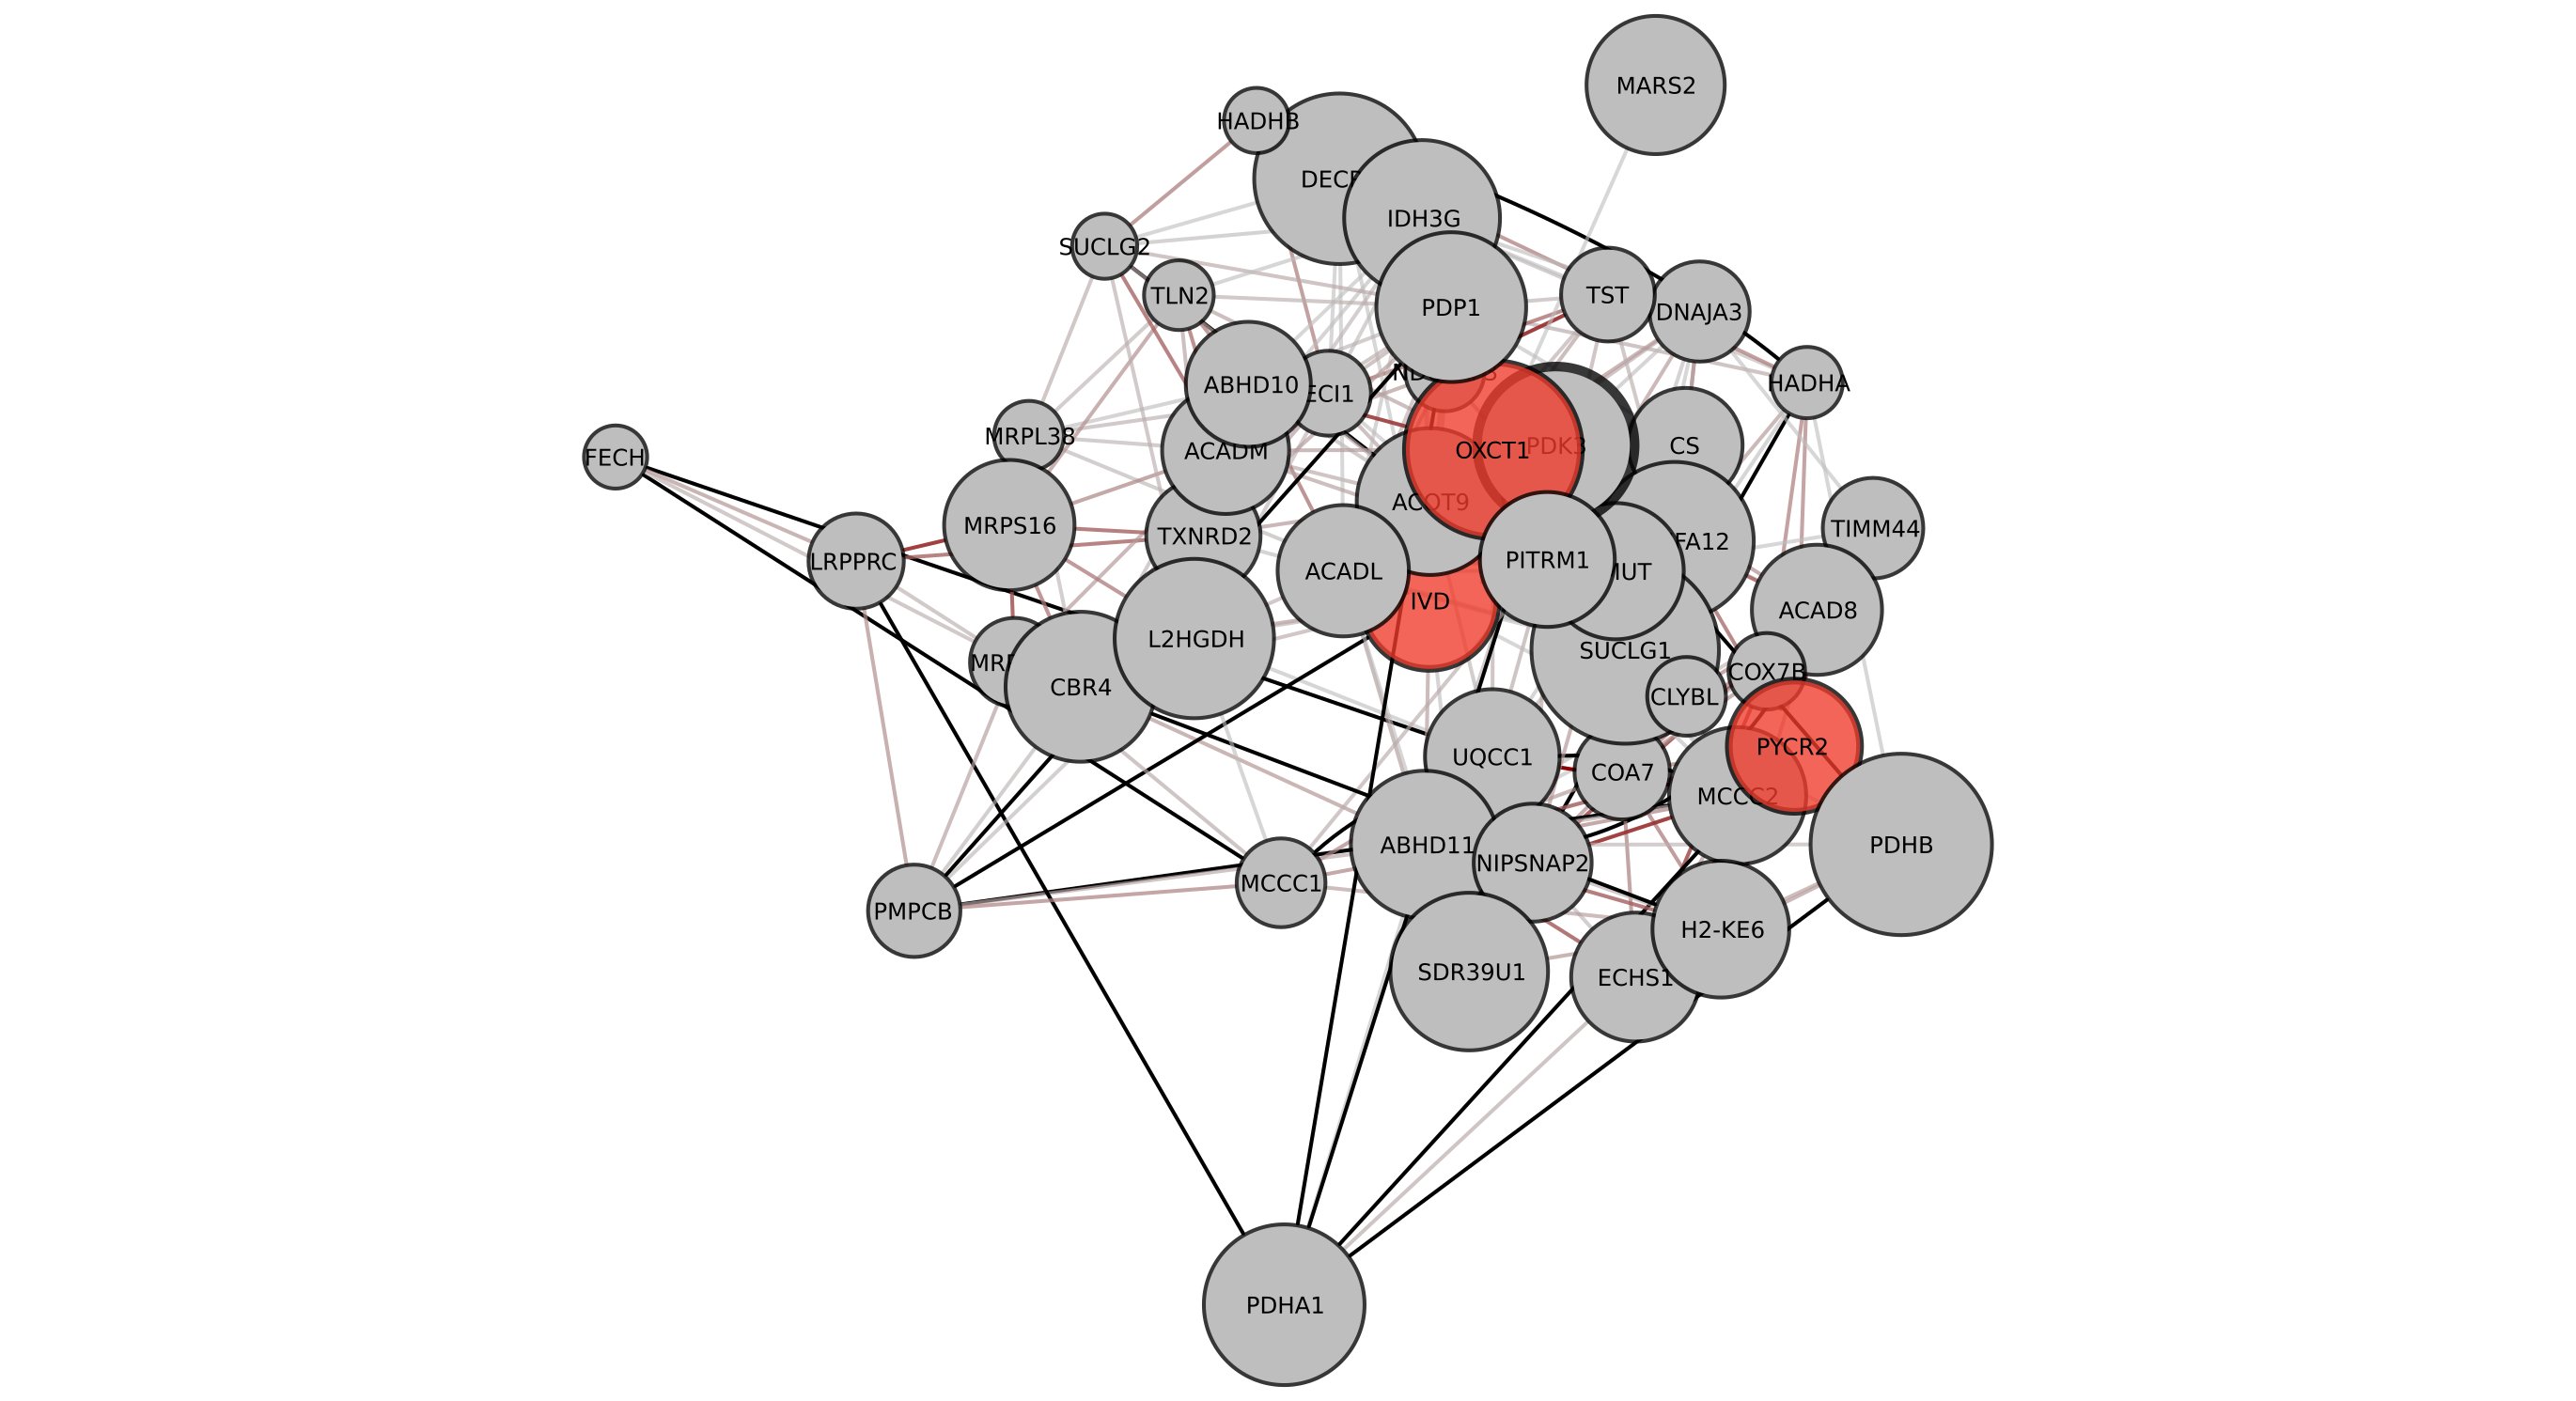 MARS2
HADHB
DECR
IDH3G
SUCLG2
TLN2
TST
PDP1
DNAJA3
ABHD10
ECI1
HADHA
MRPL38
ACADM
OXCT1
PDK3
CS
FECH
ACOT9
MRPS16
TXNRD2
TIMM44
LRPPRC
ACADL
PITRM1
MUT
FA12
IVD
ACAD8
L2HGDH
SUCLG1
CBR4
COX7B
CLYBL
PYCR2
UQCC1
COA7
MCCC2
ABHD11
NIPSNAP2
PDHB
MCCC1
PMPCB
H2-KE6
SDR39U1
ECHS1
PDHA1